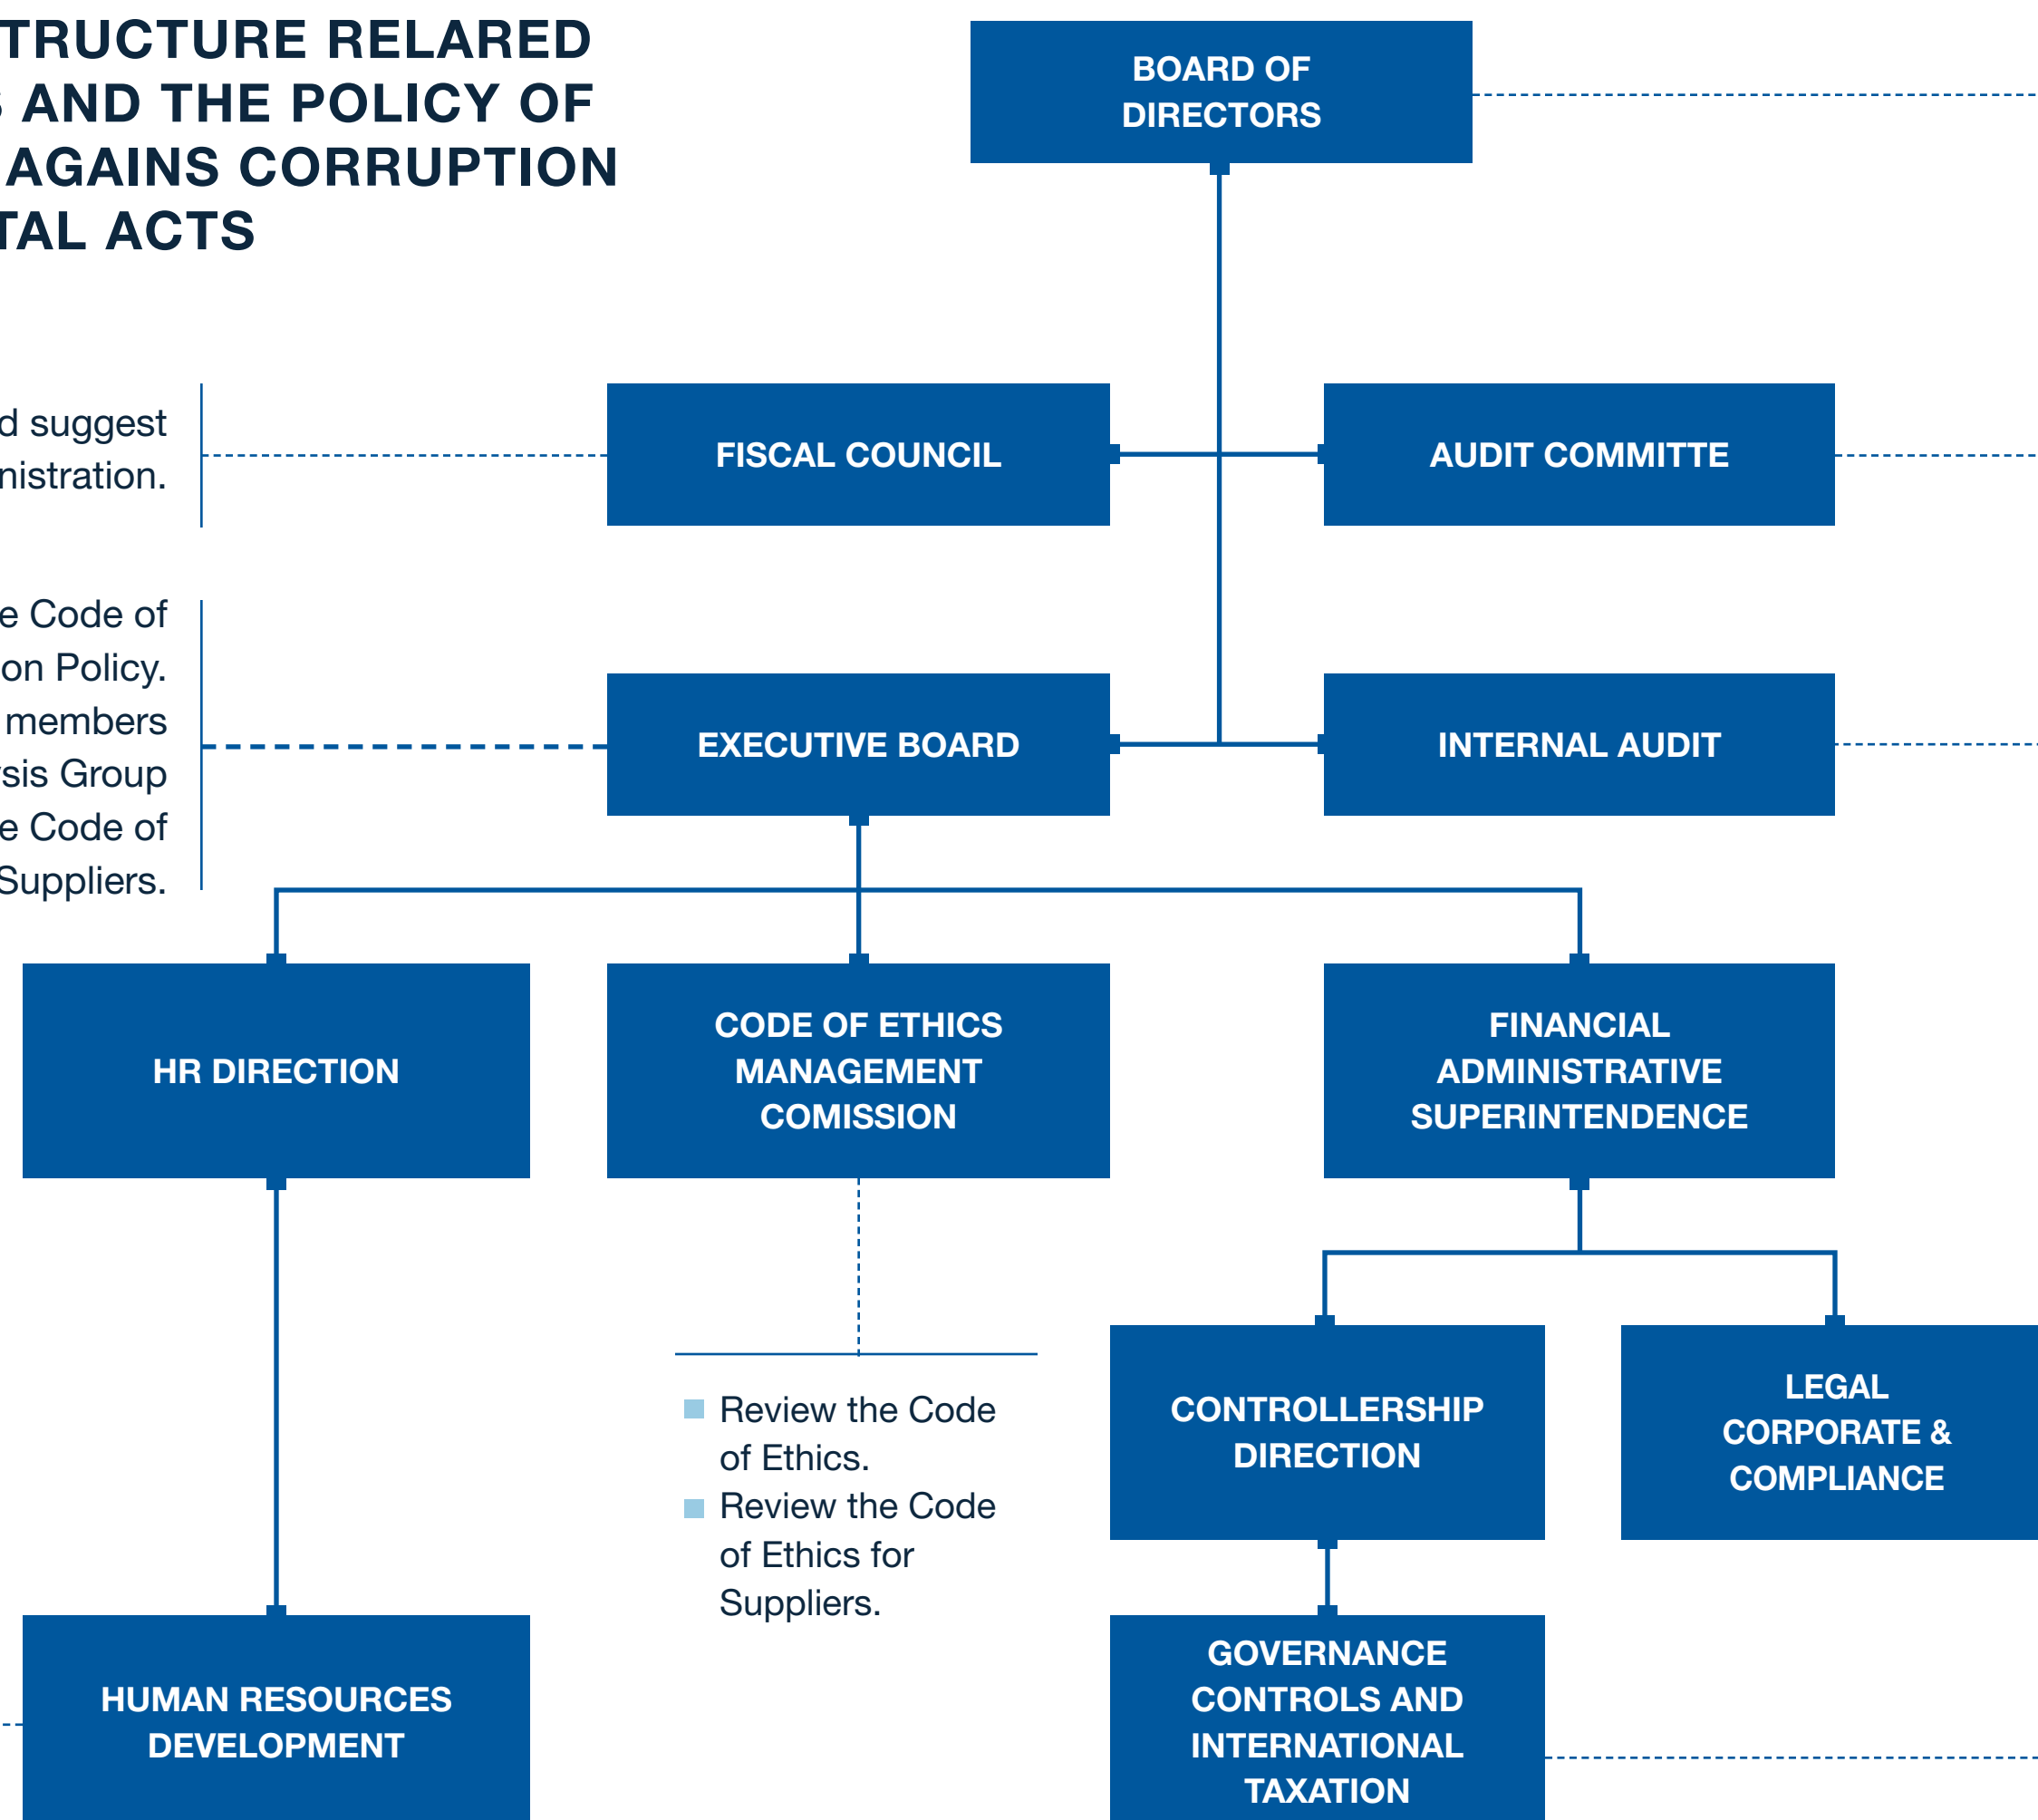 TRUCTURE RELARED
AND THE POLICY OF
AGAINS CORRUPTION
TAL ACTS
BOARD OF
DIRECTORS
suggest
nistration.
FISCAL COUNCIL
AUDIT COMMITTE
e Code of
on Policy.
members
sis Group
e Code of
Suppliers.
EXECUTIVE BOARD
INTERNAL AUDIT
HR DIRECTION
CODE OF ETHICS
MANAGEMENT
COMISSION
FINANCIAL
ADMINISTRATIVE
SUPERINTENDENCE
Review the Code
of Ethics.
Review the Code
of Ethics for
Suppliers.
CONTROLLERSHIP
DIRECTION
LEGAL
CORPORATE &
COMPLIANCE
HUMAN RESOURCES
DEVELOPMENT
GOVERNANCE
CONTROLS AND
INTERNATIONAL
TAXATION